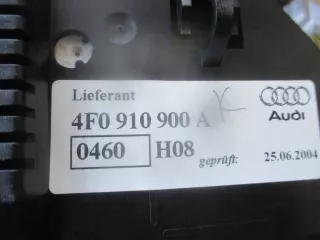 Lieferant
4F0 910 900 A
Audi
0460 H08
geprüft: 25.06.2004